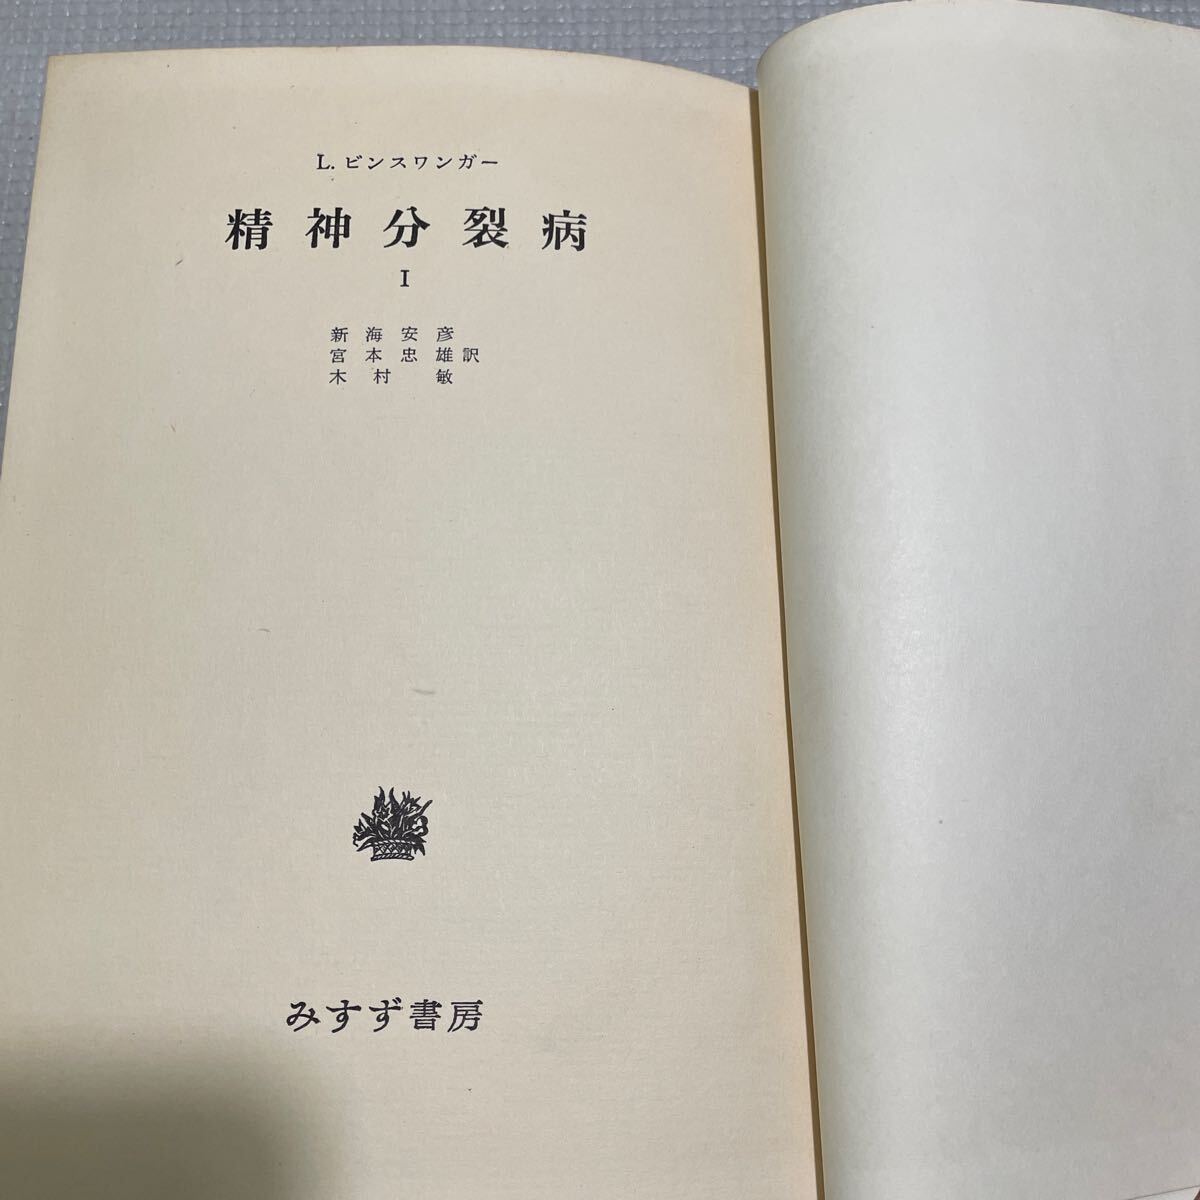 L. ビンスワンガー
精神分裂病
I
新海安彦
宮本忠雄訳
木村敏
みすず書房